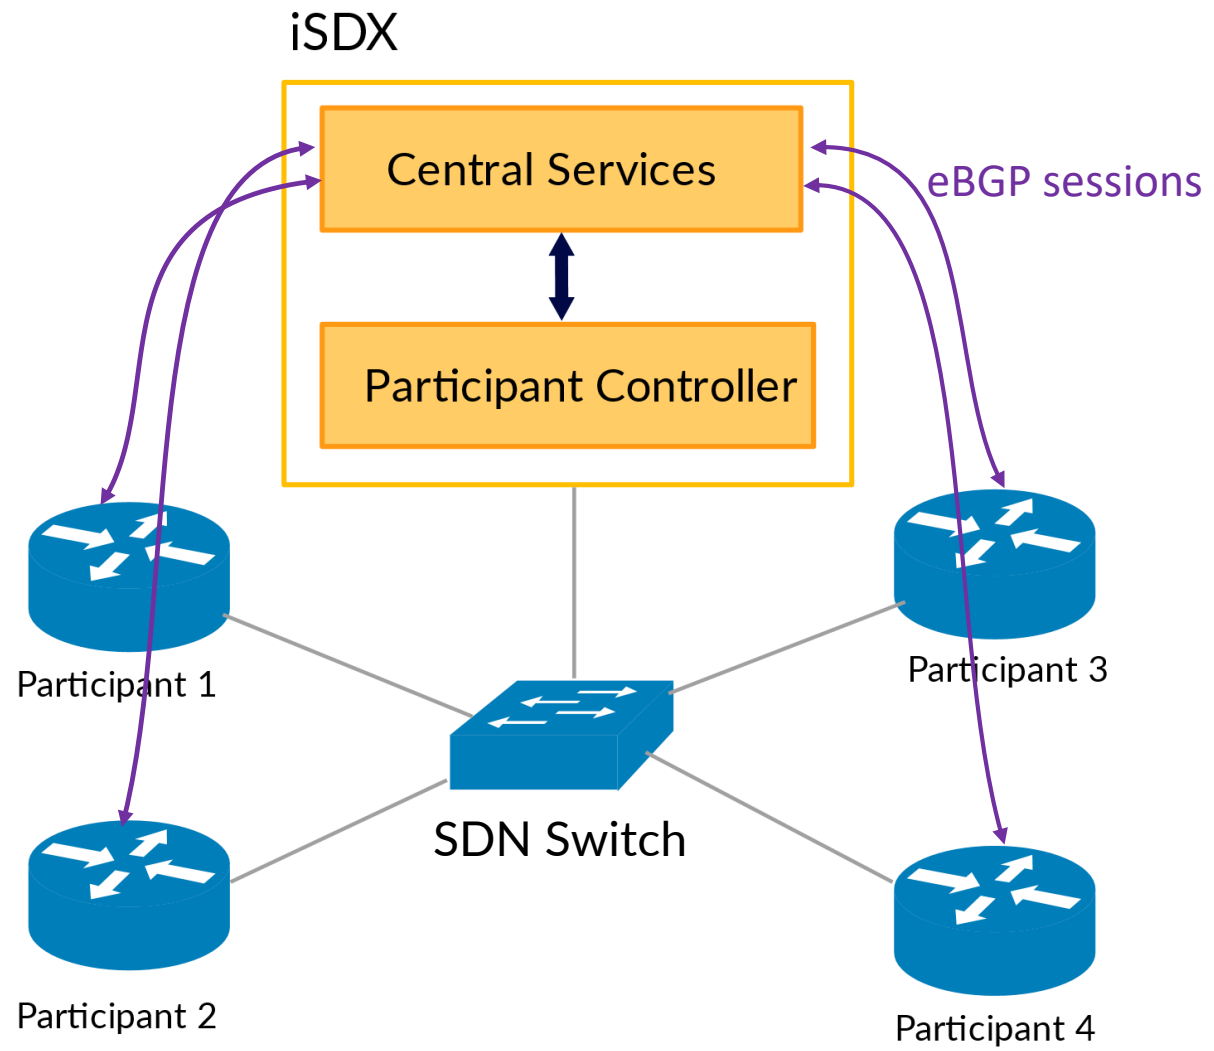 iSDX
Central Services
eBGP sessions
Participant Controller
Participant 1
Participant 3
SDN Switch
Participant 2
Participant 4